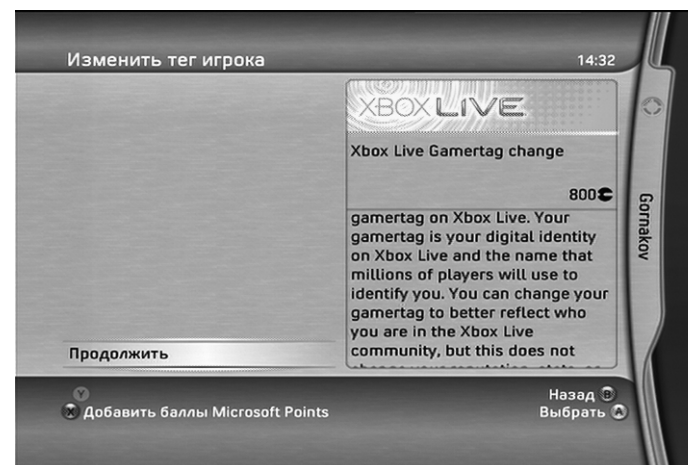 Изменить тег игрока
14:32
XBOX LIVE
Xbox Live Gamertag change
800
gamertag on Xbox Live. Your
gamertag is your digital identity
on Xbox Live and the name that
millions of players will use to
identify you. You can change your
gamertag to better reflect who
you are in the Xbox Live
community, but this does not
Gornakov
Продолжить
Y
X Добавить баллы Microsoft Points
Назад B
Выбрать A